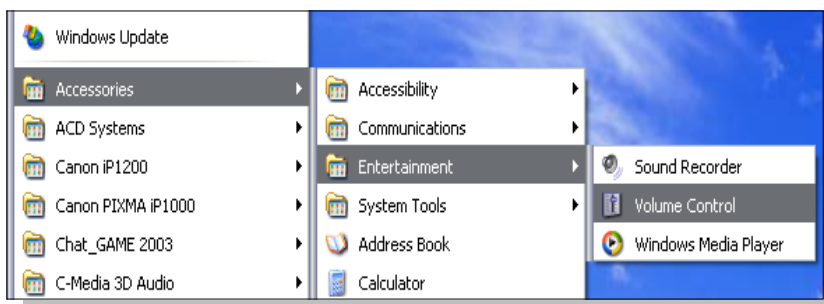 Windows Update
Accessories
ACD Systems
Canon iP1200
Canon PIXMA iP1000
Chat_GAME 2003
C-Media 3D Audio
Accessibility
Communications
Entertainment
System Tools
Address Book
Calculator
Sound Recorder
Volume Control
Windows Media Player